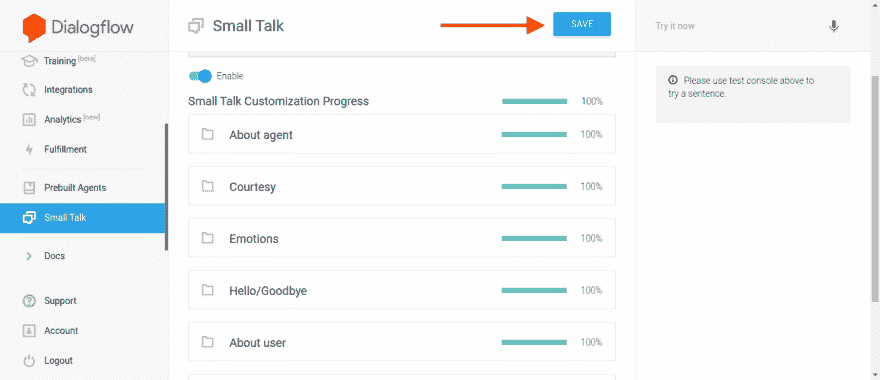 Dialogflow
Training [beta]
Integrations
Analytics [new]
Fulfillment
Prebuilt Agents
Small Talk
Docs
Support
Account
Logout
Small Talk
SAVE
Enable
Small Talk Customization Progress 100%
About agent 100%
Courtesy 100%
Emotions 100%
Hello/Goodbye 100%
About user 100%
Try it now
Please use test console above to
try a sentence.